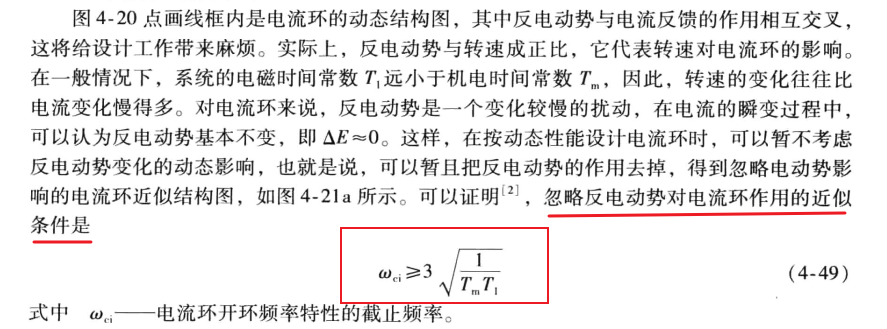 图 4-20 点画线框内是电流环的动态结构图，其中反电动势与电流反馈的作用相互交叉，
这将给设计工作带来麻烦。实际上，反电动势与转速成正比，它代表转速对电流环的影响。
在一般情况下，系统的电磁时间常数 T_l 远小于机电时间常数 T_m，因此，转速的变化往往比
电流变化慢得多。对电流环来说，反电动势是一个变化较慢的扰动，在电流的瞬变过程中，
可以认为反电动势基本不变，即 ΔE≈0。这样，在按动态性能设计电流环时，可以暂不考虑
反电动势变化的动态影响，也就是说，可以暂且把反电动势的作用去掉，得到忽略电动势影
响的电流环近似结构图，如图 4-21a 所示。可以证明[2]，忽略反电动势对电流环作用的近似
条件是
ω_ci ≥ 3 √(1/(T_m T_l)) (4-49)
式中 ω_ci——电流环开环频率特性的截止频率。